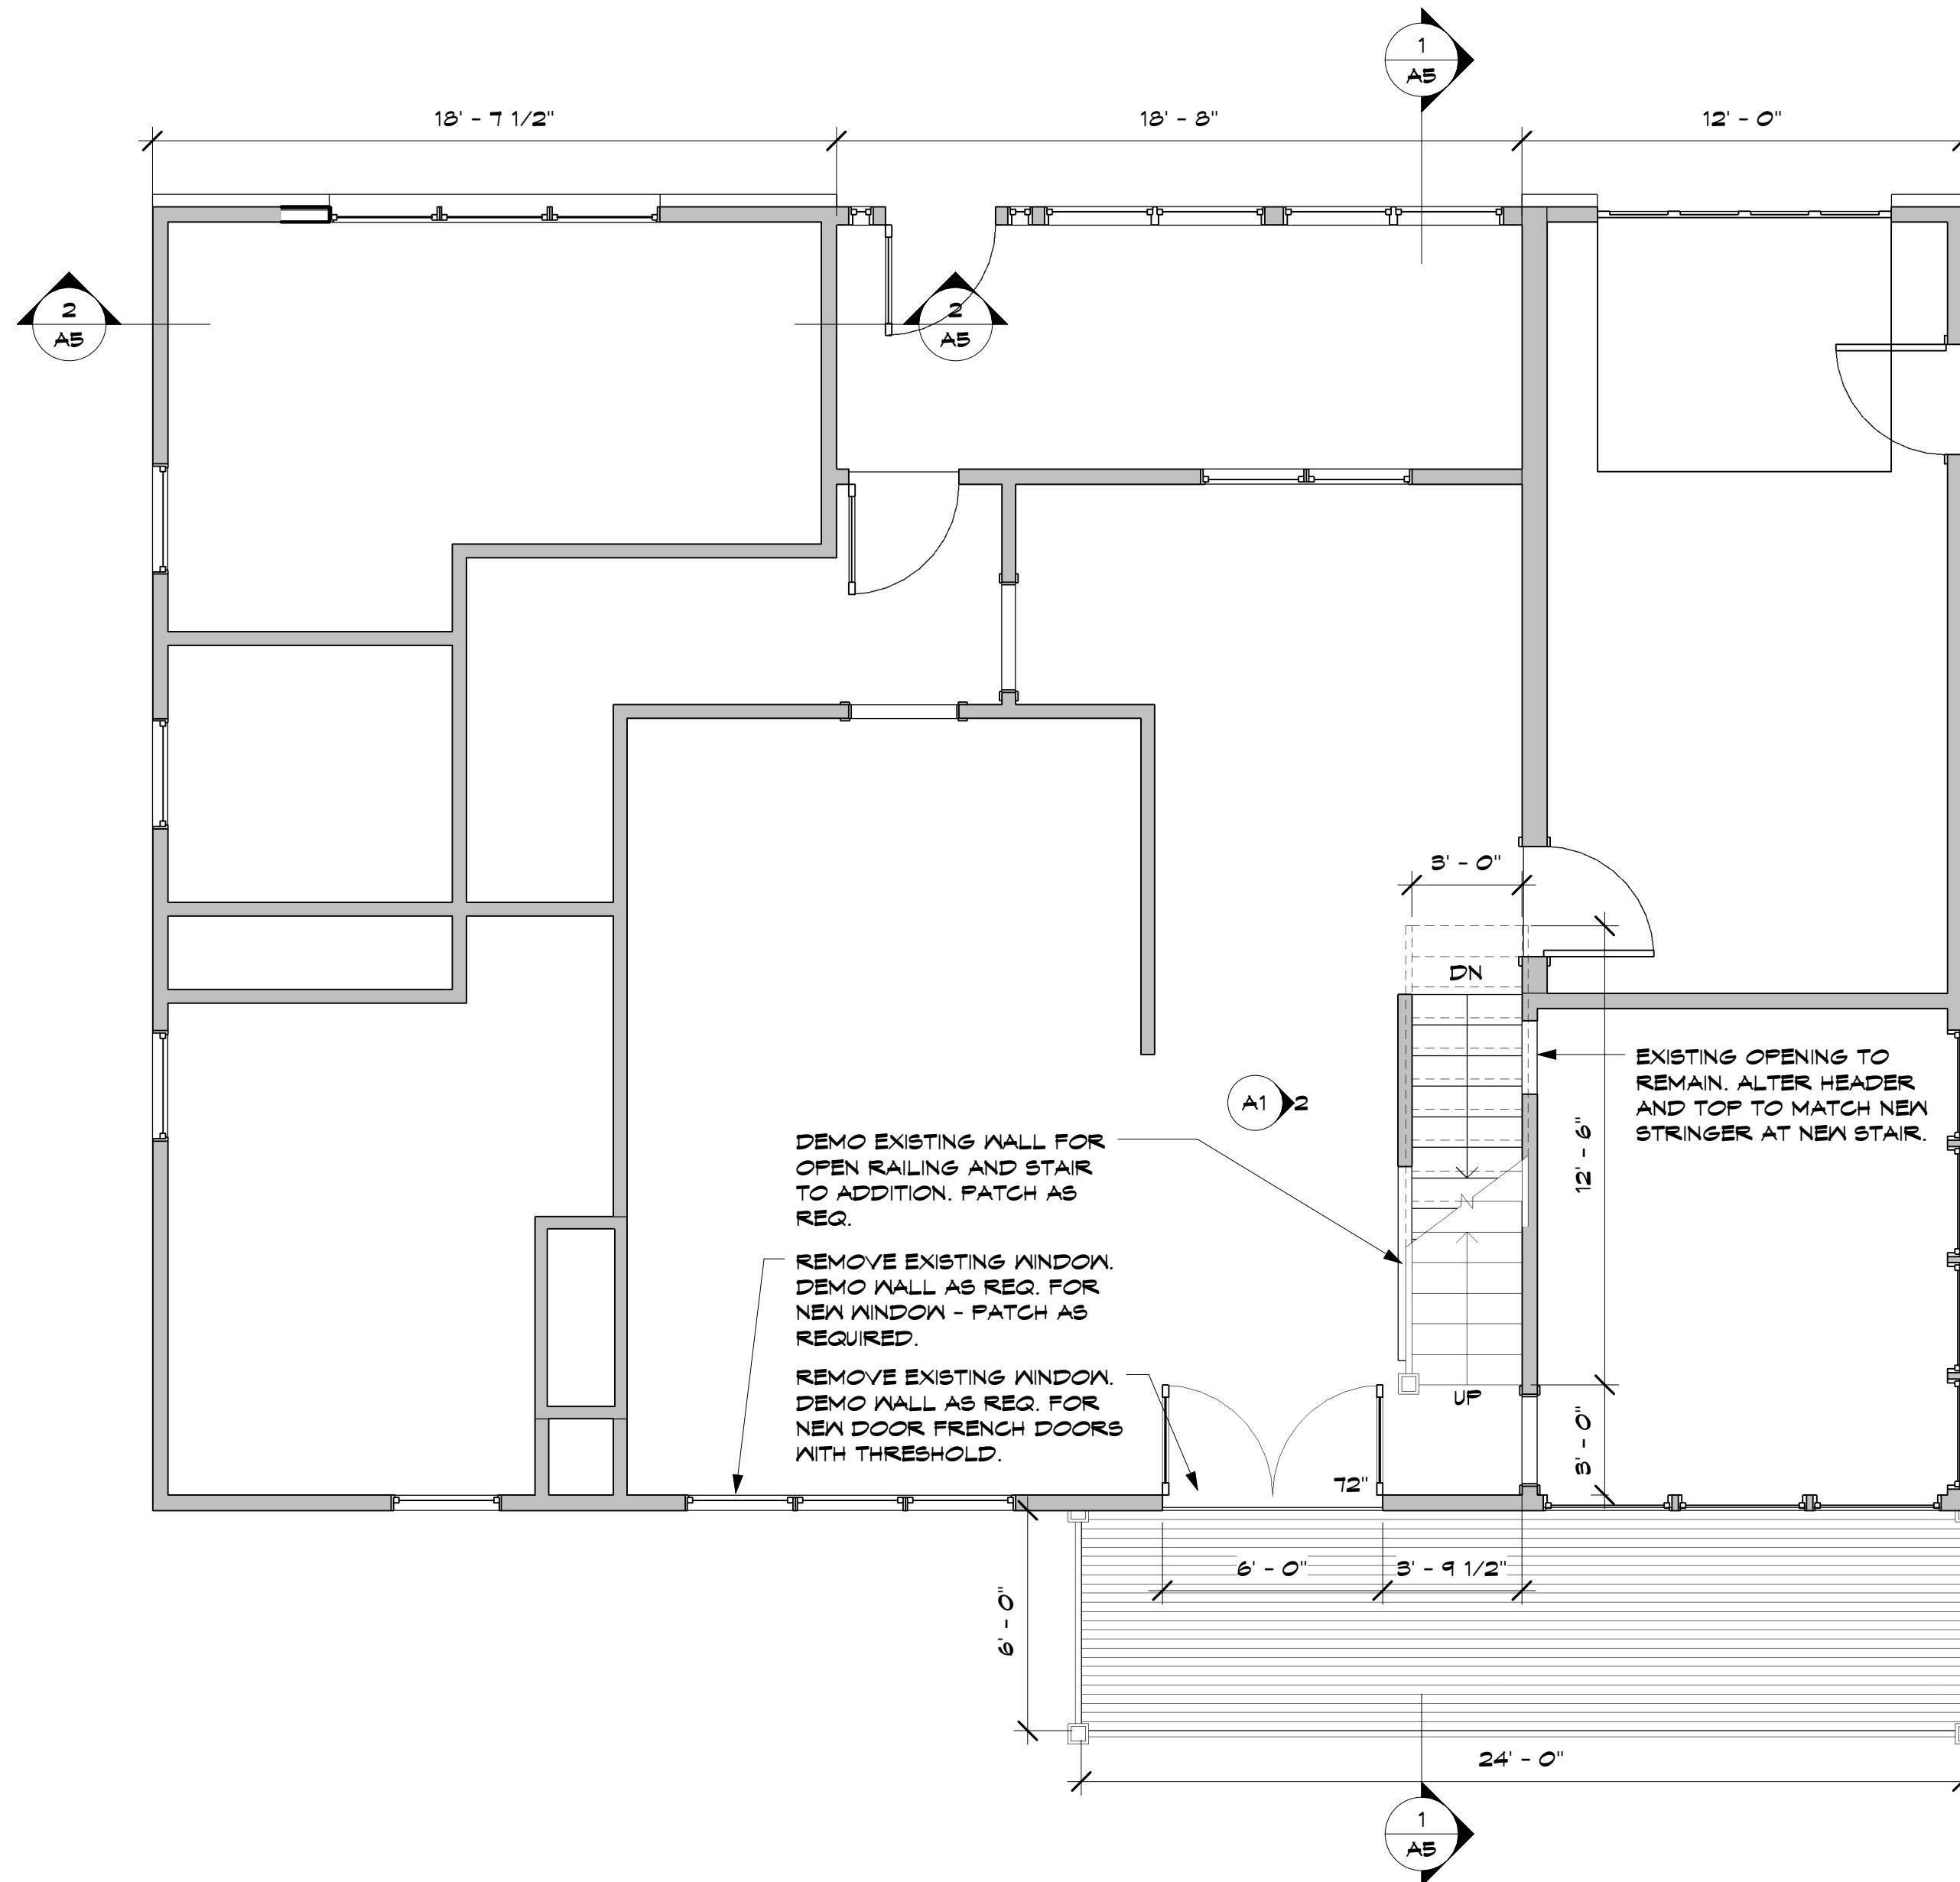 1
A5
18' - 7 1/2"
18' - 8"
12' - 0"
2
A5
2
A5
3' - 0"
DN
EXISTING OPENING TO
REMAIN. ALTER HEADER
AND TOP TO MATCH NEW
STRINGER AT NEW STAIR.
A1
2
12' - 6"
DEMO EXISTING WALL FOR
OPEN RAILING AND STAIR
TO ADDITION. PATCH AS
REQ.
REMOVE EXISTING WINDOW.
DEMO WALL AS REQ. FOR
NEW WINDOW - PATCH AS
REQUIRED.
REMOVE EXISTING WINDOW.
DEMO WALL AS REQ. FOR
NEW DOOR FRENCH DOORS
WITH THRESHOLD.
UP
3' - 0"
72"
6' - 0"
3' - 9 1/2"
6' - 0"
24' - 0"
1
A5